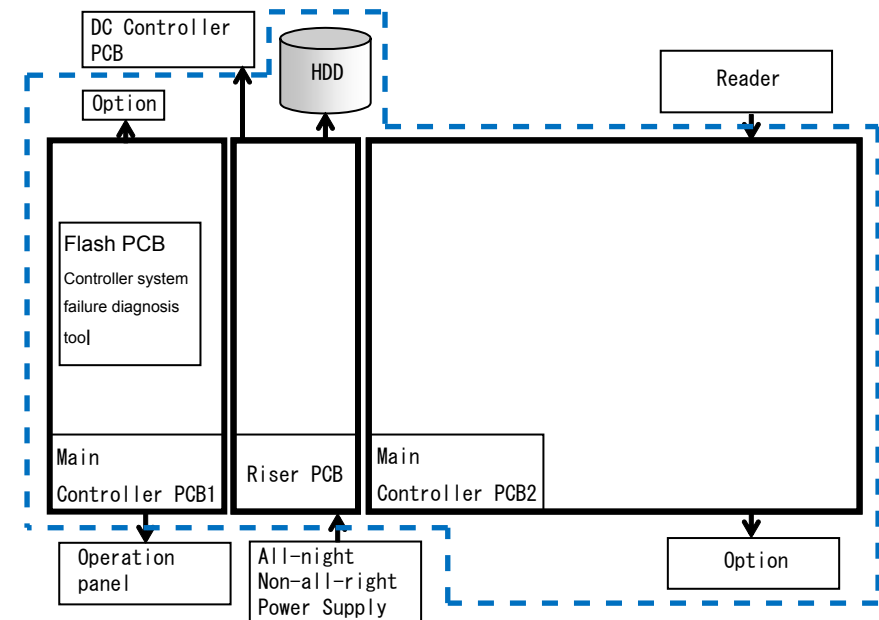 DC Controller
PCB
HDD
Reader
Option
Flash PCB
Controller system
failure diagnosis
tool
Main
Controller PCB1
Riser PCB
Main
Controller PCB2
Operation
panel
All-night
Non-all-right
Power Supply
Option